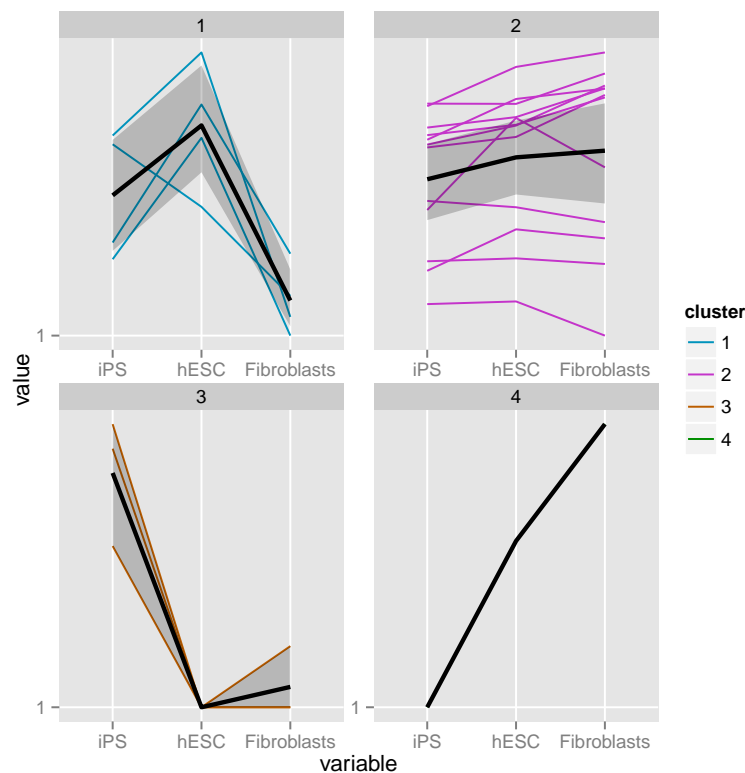 1
2
1
iPS
hESC
Fibroblasts
iPS
hESC
Fibroblasts
value
cluster
1
2
3
4
3
4
1
1
iPS
hESC
Fibroblasts
iPS
hESC
Fibroblasts
variable